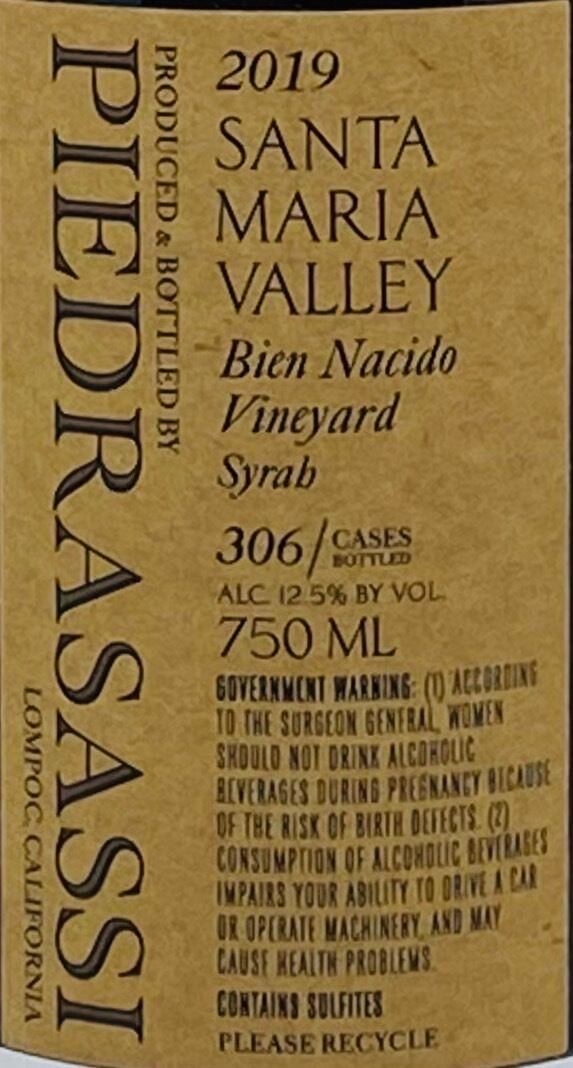 PRODUCED & BOTTLED BY
PIEDRASASSI
LOMPOC, CALIFORNIA
2019
SANTA
MARIA
VALLEY
Bien Nacido
Vineyard
Syrah
306/CASES
BOTTLED
ALC. 12.5% BY VOL.
750 ML
GOVERNMENT WARNING: (1) ACCORDING
TO THE SURGEON GENERAL, WOMEN
SHOULD NOT DRINK ALCOHOLIC
BEVERAGES DURING PREGNANCY BECAUSE
OF THE RISK OF BIRTH DEFECTS. (2)
CONSUMPTION OF ALCOHOLIC BEVERAGES
IMPAIRS YOUR ABILITY TO DRIVE A CAR
OR OPERATE MACHINERY, AND MAY
CAUSE HEALTH PROBLEMS.
CONTAINS SULFITES
PLEASE RECYCLE